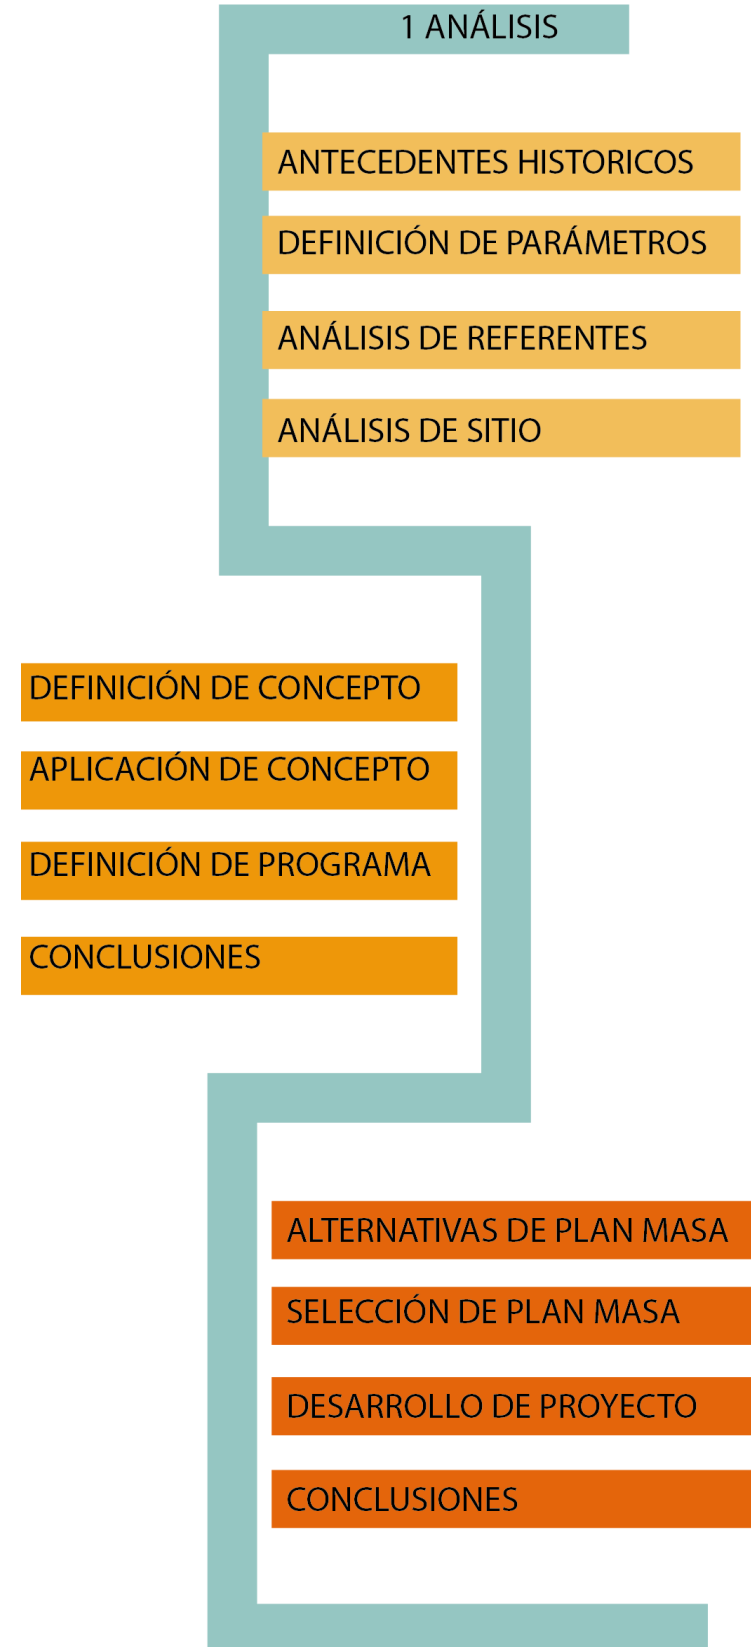 1 ANÁLISIS
ANTECEDENTES HISTORICOS
DEFINICIÓN DE PARÁMETROS
ANÁLISIS DE REFERENTES
ANÁLISIS DE SITIO
DEFINICIÓN DE CONCEPTO
APLICACIÓN DE CONCEPTO
DEFINICIÓN DE PROGRAMA
CONCLUSIONES
ALTERNATIVAS DE PLAN MASA
SELECCIÓN DE PLAN MASA
DESARROLLO DE PROYECTO
CONCLUSIONES